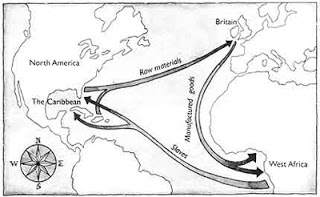 Britain
North America
Raw materials
The Caribbean
Manufactured goods
Slaves
West Africa
N
W
E
S